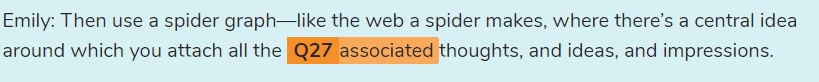 Emily: Then use a spider graph—like the web a spider makes, where there’s a central idea
around which you attach all the Q27 associated thoughts, and ideas, and impressions.